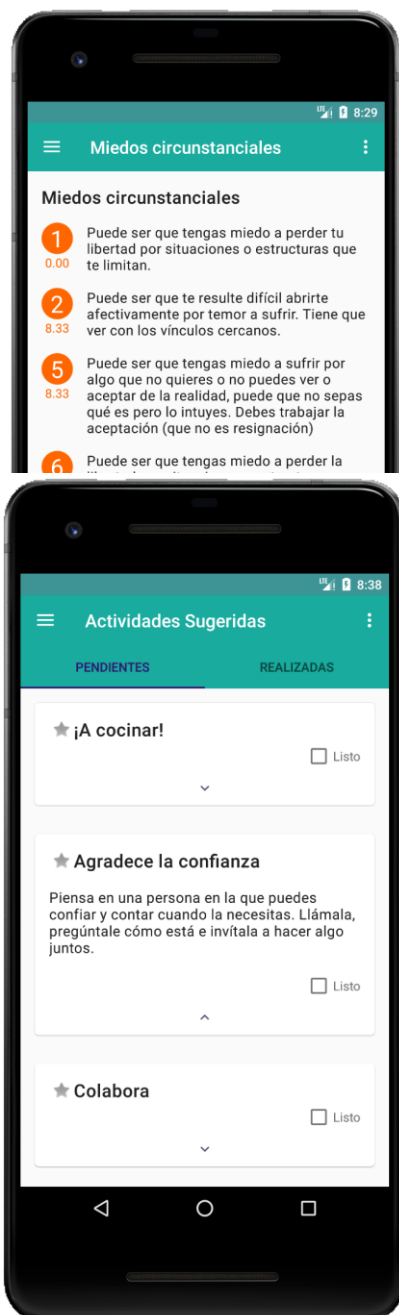 LTE 8:29
Miedos circunstanciales
Miedos circunstanciales
1
0.00
Puede ser que tengas miedo a perder tu
libertad por situaciones o estructuras que
te limitan.
2
8.33
Puede ser que te resulte difícil abrirte
afectivamente por temor a sufrir. Tiene que
ver con los vínculos cercanos.
5
8.33
Puede ser que tengas miedo a sufrir por
algo que no quieres o no puedes ver o
aceptar de la realidad, puede que no sepas
qué es pero lo intuyes. Debes trabajar la
aceptación (que no es resignación)
6
Puede ser que tengas miedo a perder la
LTE 8:38
Actividades Sugeridas
PENDIENTES REALIZADAS
¡A cocinar!
Listo
Agradece la confianza
Piensa en una persona en la que puedes
confiar y contar cuando la necesitas. Llámala,
pregúntale cómo está e invítala a hacer algo
juntos.
Listo
Colabora
Listo